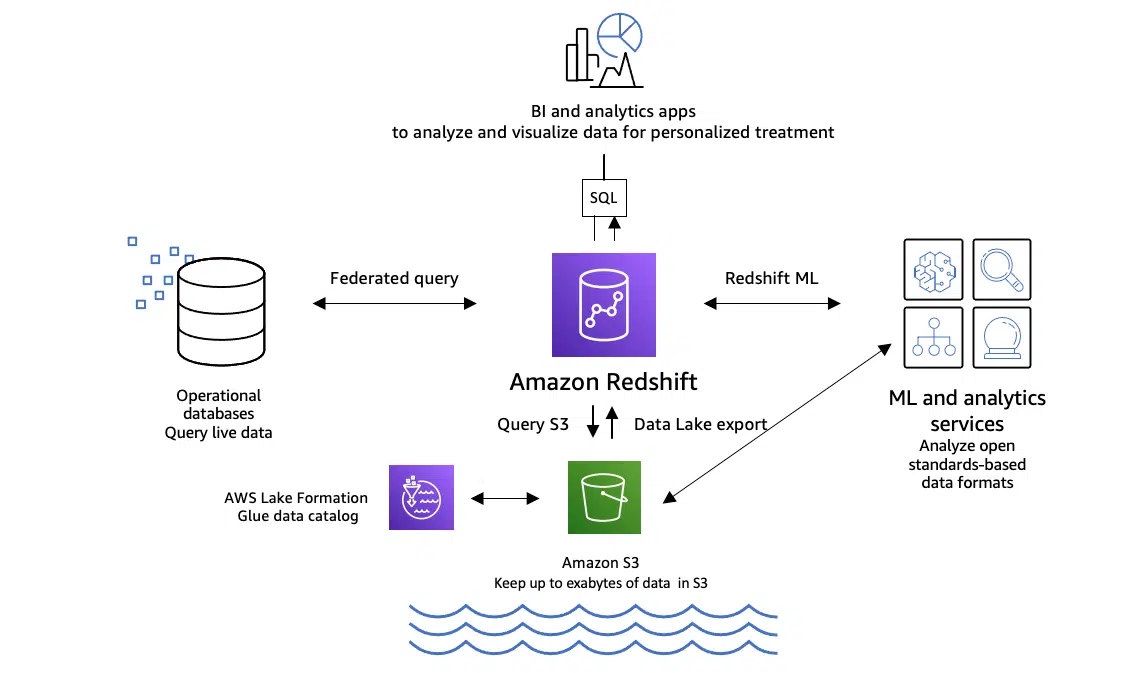 BI and analytics apps
to analyze and visualize data for personalized treatment
SQL
Federated query
Redshift ML
Amazon Redshift
Operational
databases
Query live data
ML and analytics
services
Analyze open
standards-based
data formats
Query S3
Data Lake export
AWS Lake Formation
Glue data catalog
Amazon S3
Keep up to exabytes of data in S3